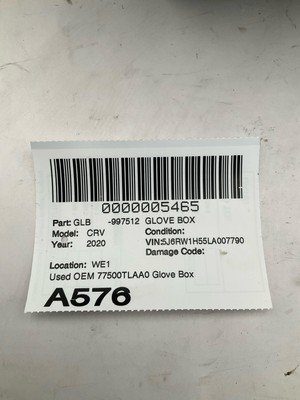 0000005465
Part: GLB -997512 GLOVE BOX
Model: CRV Condition:
Year: 2020 VIN:5J6RW1H55LA007790
Damage Code:
Location: WE1
Used OEM 77500TLAA0 Glove Box
A576